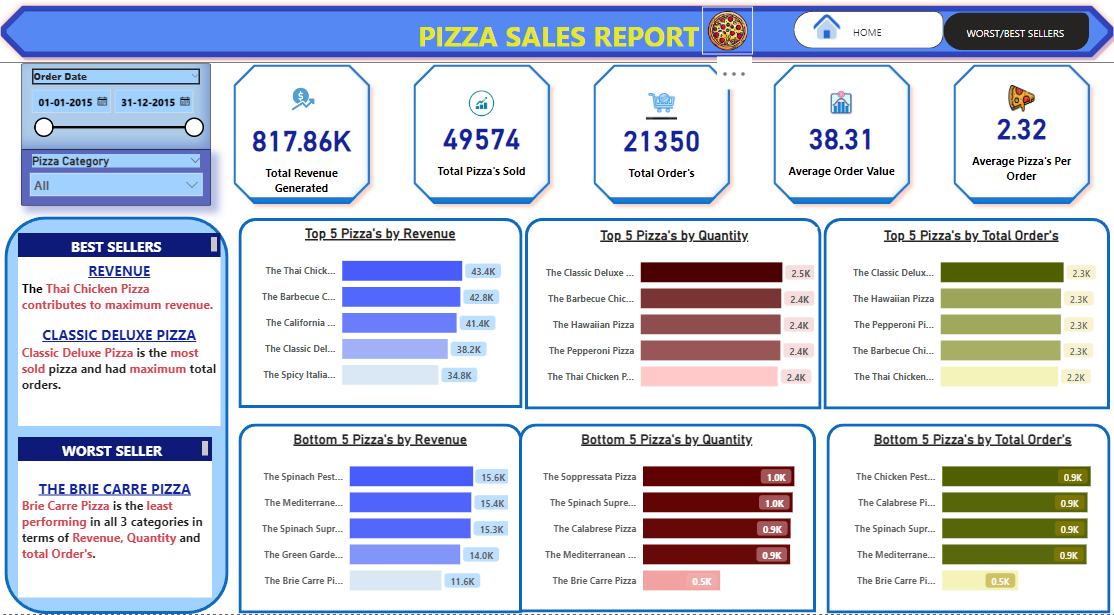 PIZZA SALES REPORT
HOME
WORST/BEST SELLERS
Order Date
01-01-2015
31-12-2015
Pizza Category
All
817.86K
Total Revenue
Generated
49574
Total Pizza's Sold
21350
Total Order's
38.31
Average Order Value
2.32
Average Pizza's Per
Order
BEST SELLERS
REVENUE
The Thai Chicken Pizza
contributes to maximum revenue.
CLASSIC DELUXE PIZZA
Classic Deluxe Pizza is the most
sold pizza and had maximum total
orders.
WORST SELLER
THE BRIE CARRE PIZZA
Brie Carre Pizza is the least
performing in all 3 categories in
terms of Revenue, Quantity and
total Order's.
Top 5 Pizza's by Revenue
The Thai Chick... 43.4K
The Barbecue C... 42.8K
The California ... 41.4K
The Classic Del... 38.2K
The Spicy Italia... 34.8K
Top 5 Pizza's by Quantity
The Classic Deluxe ... 2.5K
The Barbecue Chic... 2.4K
The Hawaiian Pizza 2.4K
The Pepperoni Pizza 2.4K
The Thai Chicken P... 2.4K
Top 5 Pizza's by Total Order's
The Classic Delux... 2.3K
The Hawaiian Pizza 2.3K
The Pepperoni Pi... 2.3K
The Barbecue Chi... 2.3K
The Thai Chicken... 2.2K
Bottom 5 Pizza's by Revenue
The Spinach Pest... 15.6K
The Mediterrane... 15.4K
The Spinach Supr... 15.3K
The Green Garde... 14.0K
The Brie Carre Pi... 11.6K
Bottom 5 Pizza's by Quantity
The Soppressata Pizza 1.0K
The Spinach Supre... 1.0K
The Calabrese Pizza 0.9K
The Mediterranean ... 0.9K
The Brie Carre Pizza 0.5K
Bottom 5 Pizza's by Total Order's
The Chicken Pest... 0.9K
The Calabrese Pi... 0.9K
The Spinach Supr... 0.9K
The Mediterrane... 0.9K
The Brie Carre Pi... 0.5K